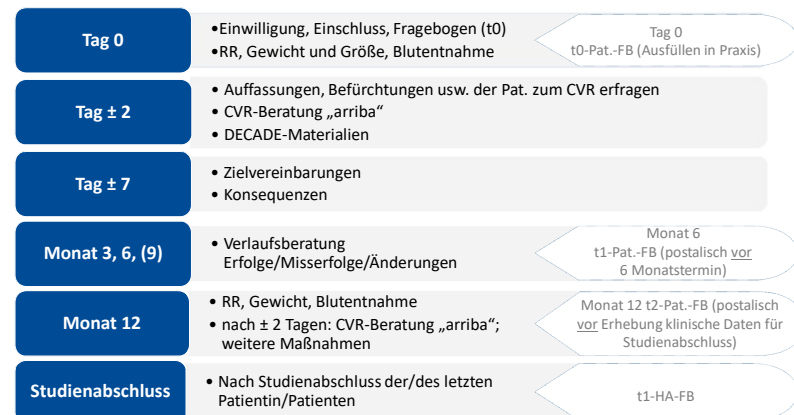 Tag 0
•Einwilligung, Einschluss, Fragebogen (t0)
•RR, Gewicht und Größe, Blutentnahme
Tag 0
t0-Pat.-FB (Ausfüllen in Praxis)
Tag ± 2
• Auffassungen, Befürchtungen usw. der Pat. zum CVR erfragen
• CVR-Beratung „arriba“
• DECADE-Materialien
Tag ± 7
• Zielvereinbarungen
• Konsequenzen
Monat 3, 6, (9)
• Verlaufsberatung
Erfolge/Misserfolge/Änderungen
Monat 6
t1-Pat.-FB (postalisch vor
6 Monatstermin)
Monat 12
• RR, Gewicht, Blutentnahme
• nach ± 2 Tagen: CVR-Beratung „arriba“;
weitere Maßnahmen
Monat 12 t2-Pat.-FB (postalisch
vor Erhebung klinische Daten für
Studienabschluss)
Studienabschluss
• Nach Studienabschluss der/des letzten
Patientin/Patienten
t1-HA-FB